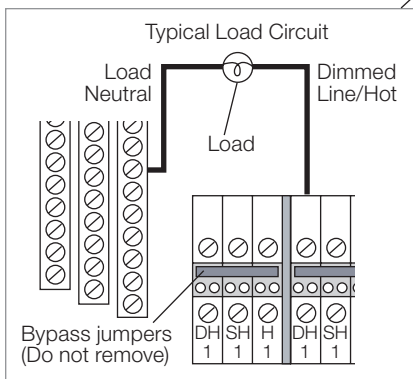 Typical Load Circuit
Load
Neutral
Dimmed
Line/Hot
Load
Bypass jumpers
(Do not remove)
DH SH H DH SH
1 1 1 1 1